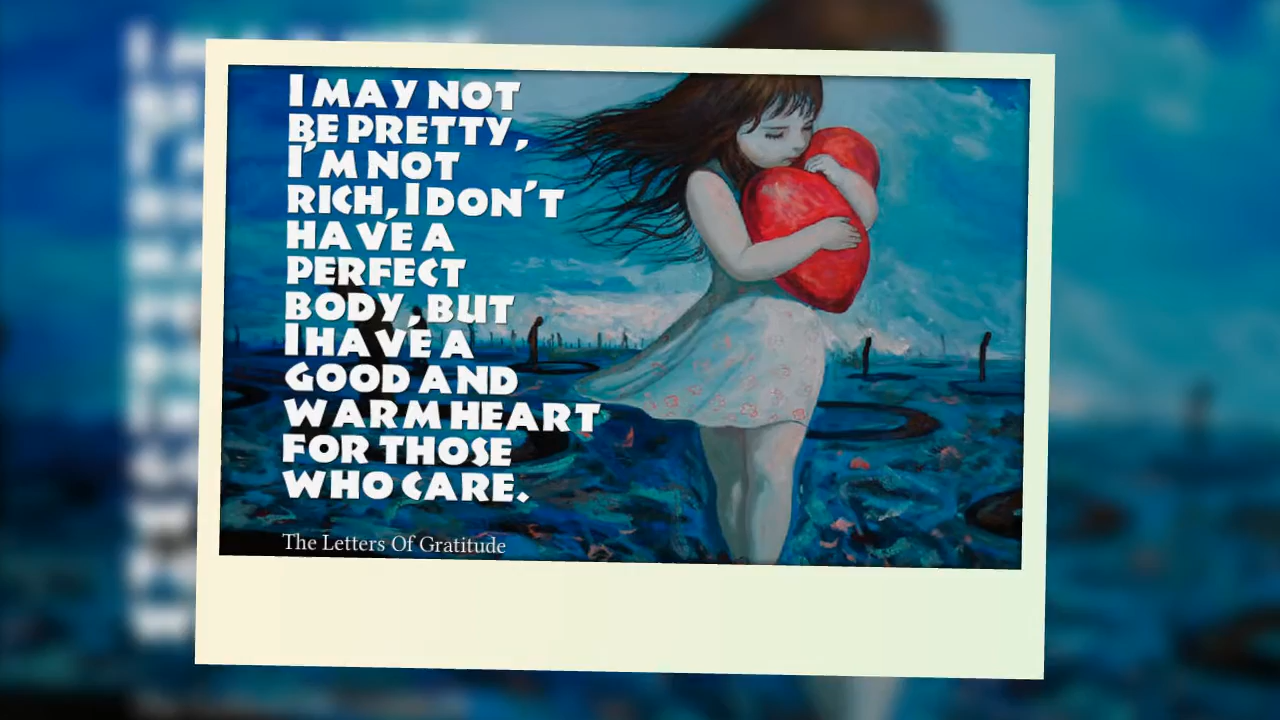 I MAY NOT
BE PRETTY,
I'M NOT
RICH, I DON'T
HAVE A
PERFECT
BODY, BUT
I HAVE A
GOOD AND
WARM HEART
FOR THOSE
WHO CARE.
The Letters Of Gratitude